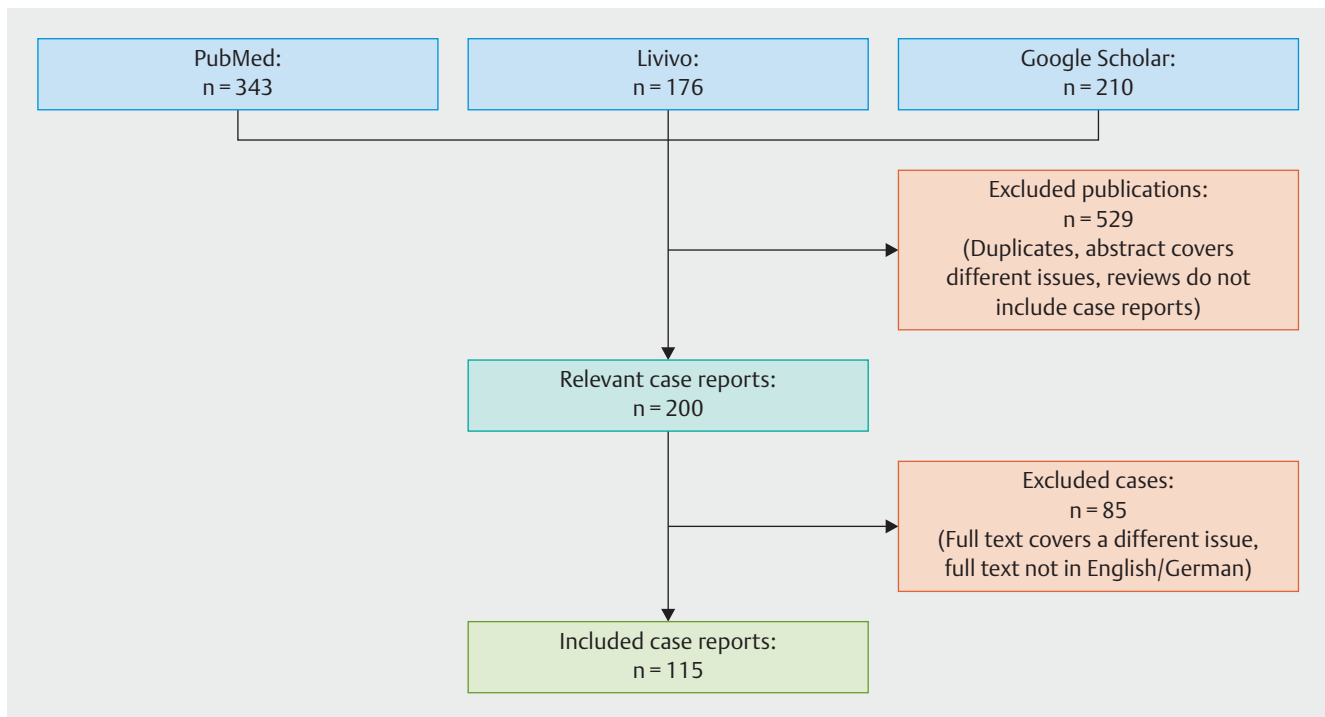 PubMed:
n = 343
Livivo:
n = 176
Google Scholar:
n = 210
Excluded publications:
n = 529
(Duplicates, abstract covers
different issues, reviews do not
include case reports)
Relevant case reports:
n = 200
Excluded cases:
n = 85
(Full text covers a different issue,
full text not in English/German)
Included case reports:
n = 115